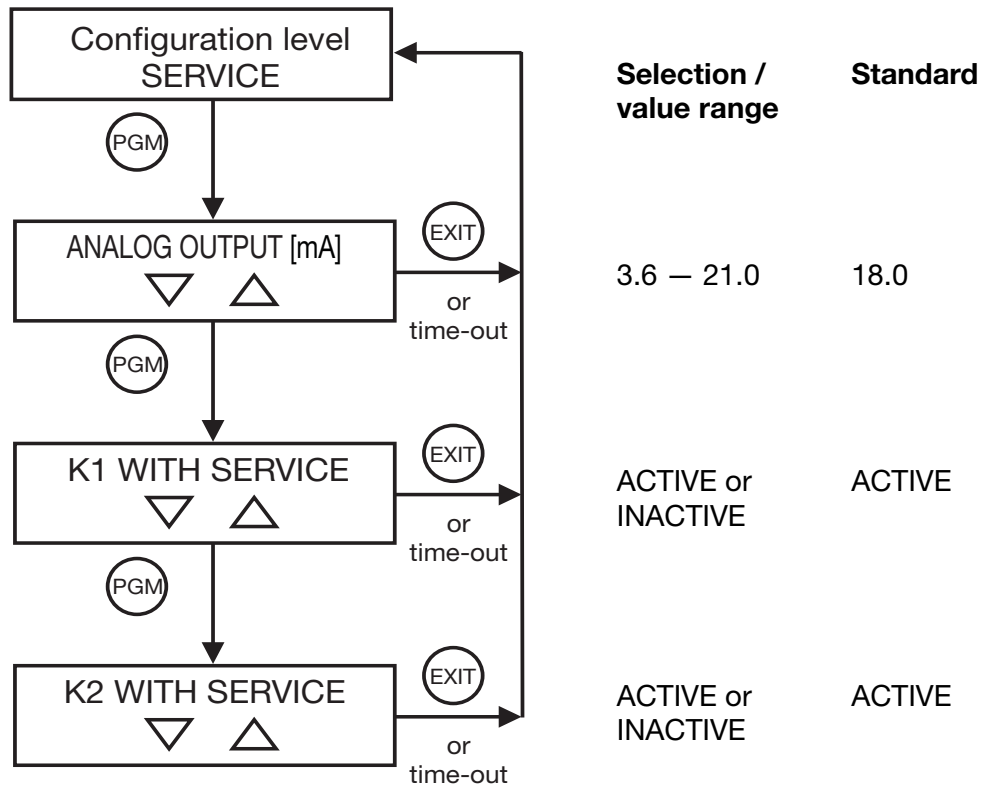 Configuration level
SERVICE
Selection /
value range
Standard
PGM
ANALOG OUTPUT [mA]
EXIT
or
time-out
3.6 — 21.0
18.0
PGM
K1 WITH SERVICE
EXIT
or
time-out
ACTIVE or
INACTIVE
ACTIVE
PGM
K2 WITH SERVICE
EXIT
or
time-out
ACTIVE or
INACTIVE
ACTIVE